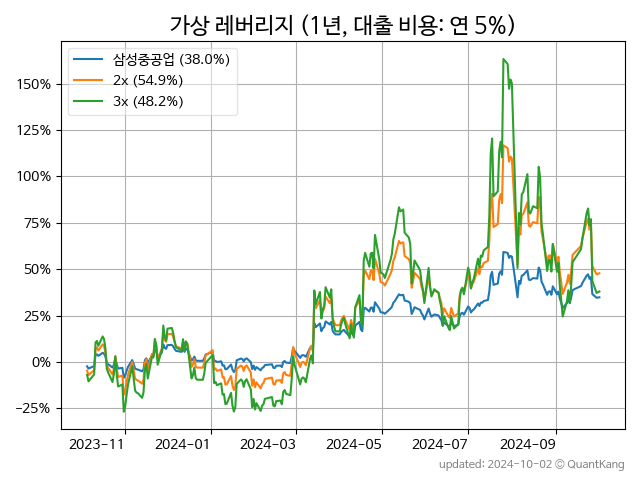 가상 레버리지 (1년, 대출 비용: 연 5%)
삼성중공업 (38.0%)
2x (54.9%)
3x (48.2%)
150%
125%
100%
75%
50%
25%
0%
−25%
2023-11
2024-01
2024-03
2024-05
2024-07
2024-09
updated: 2024-10-02 © QuantKang